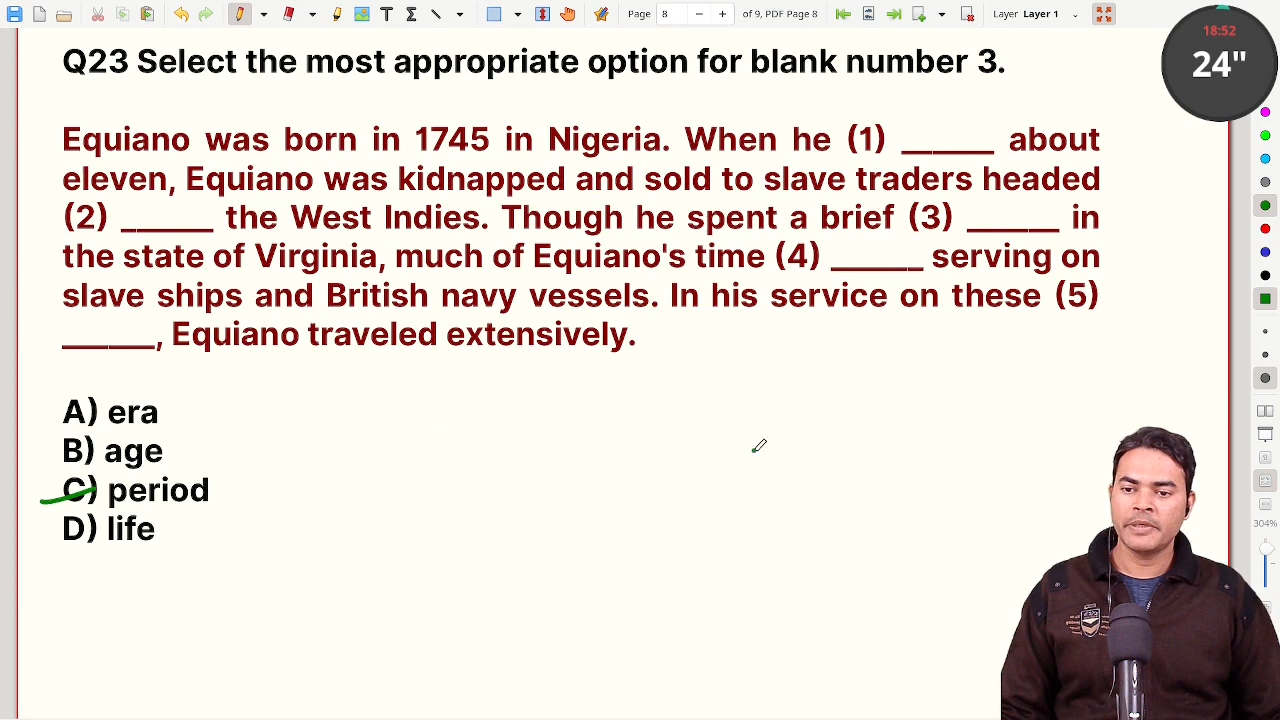 Page 8 of 9, PDF Page 8 Layer Layer 1
18:52
24"
Q23 Select the most appropriate option for blank number 3.
Equiano was born in 1745 in Nigeria. When he (1) ______ about
eleven, Equiano was kidnapped and sold to slave traders headed
(2) ______ the West Indies. Though he spent a brief (3) ______ in
the state of Virginia, much of Equiano's time (4) ______ serving on
slave ships and British navy vessels. In his service on these (5)
______, Equiano traveled extensively.
A) era
B) age
C) period
D) life
304%